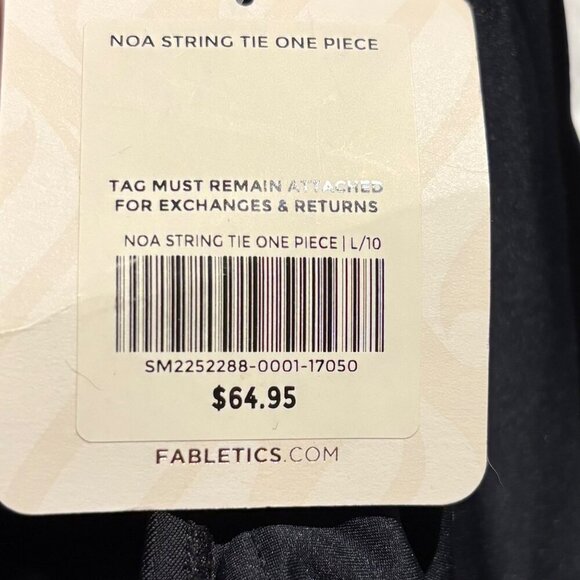 NOA STRING TIE ONE PIECE
TAG MUST REMAIN ATTACHED
FOR EXCHANGES & RETURNS
NOA STRING TIE ONE PIECE | L/10
SM2252288-0001-17050
$64.95
FABLETICS.COM